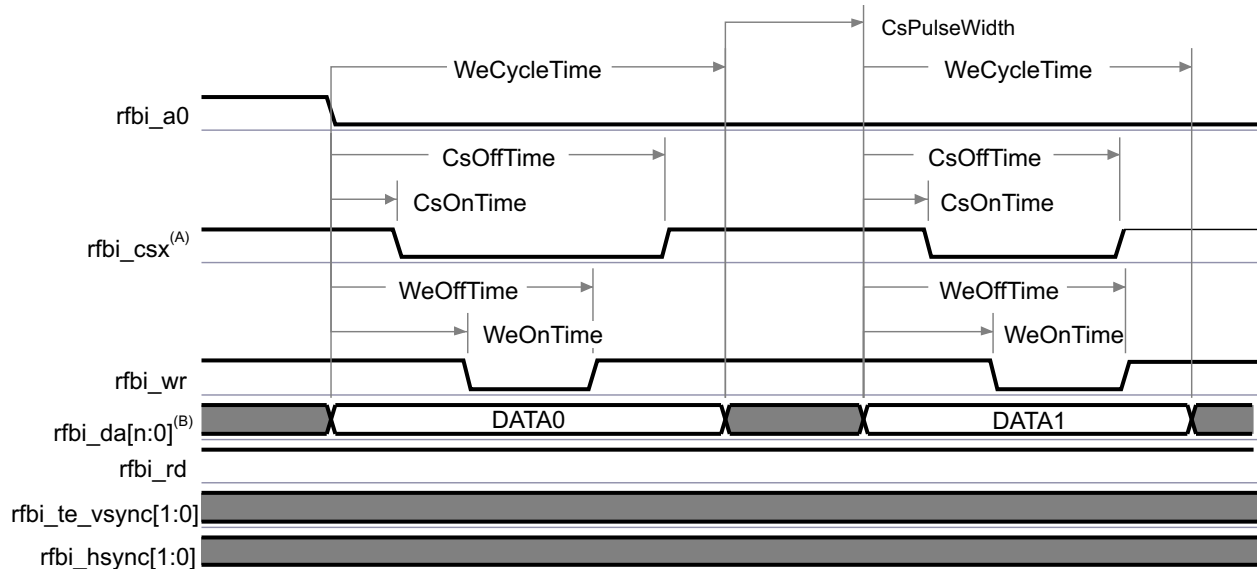 CsPulseWidth
WeCycleTime WeCycleTime
rfbi_a0
CsOffTime CsOffTime
CsOnTime CsOnTime
rfbi_csx(A)
WeOffTime WeOffTime
WeOnTime WeOnTime
rfbi_wr
rfbi_da[n:0](B) DATA0 DATA1
rfbi_rd
rfbi_te_vsync[1:0]
rfbi_hsync[1:0]